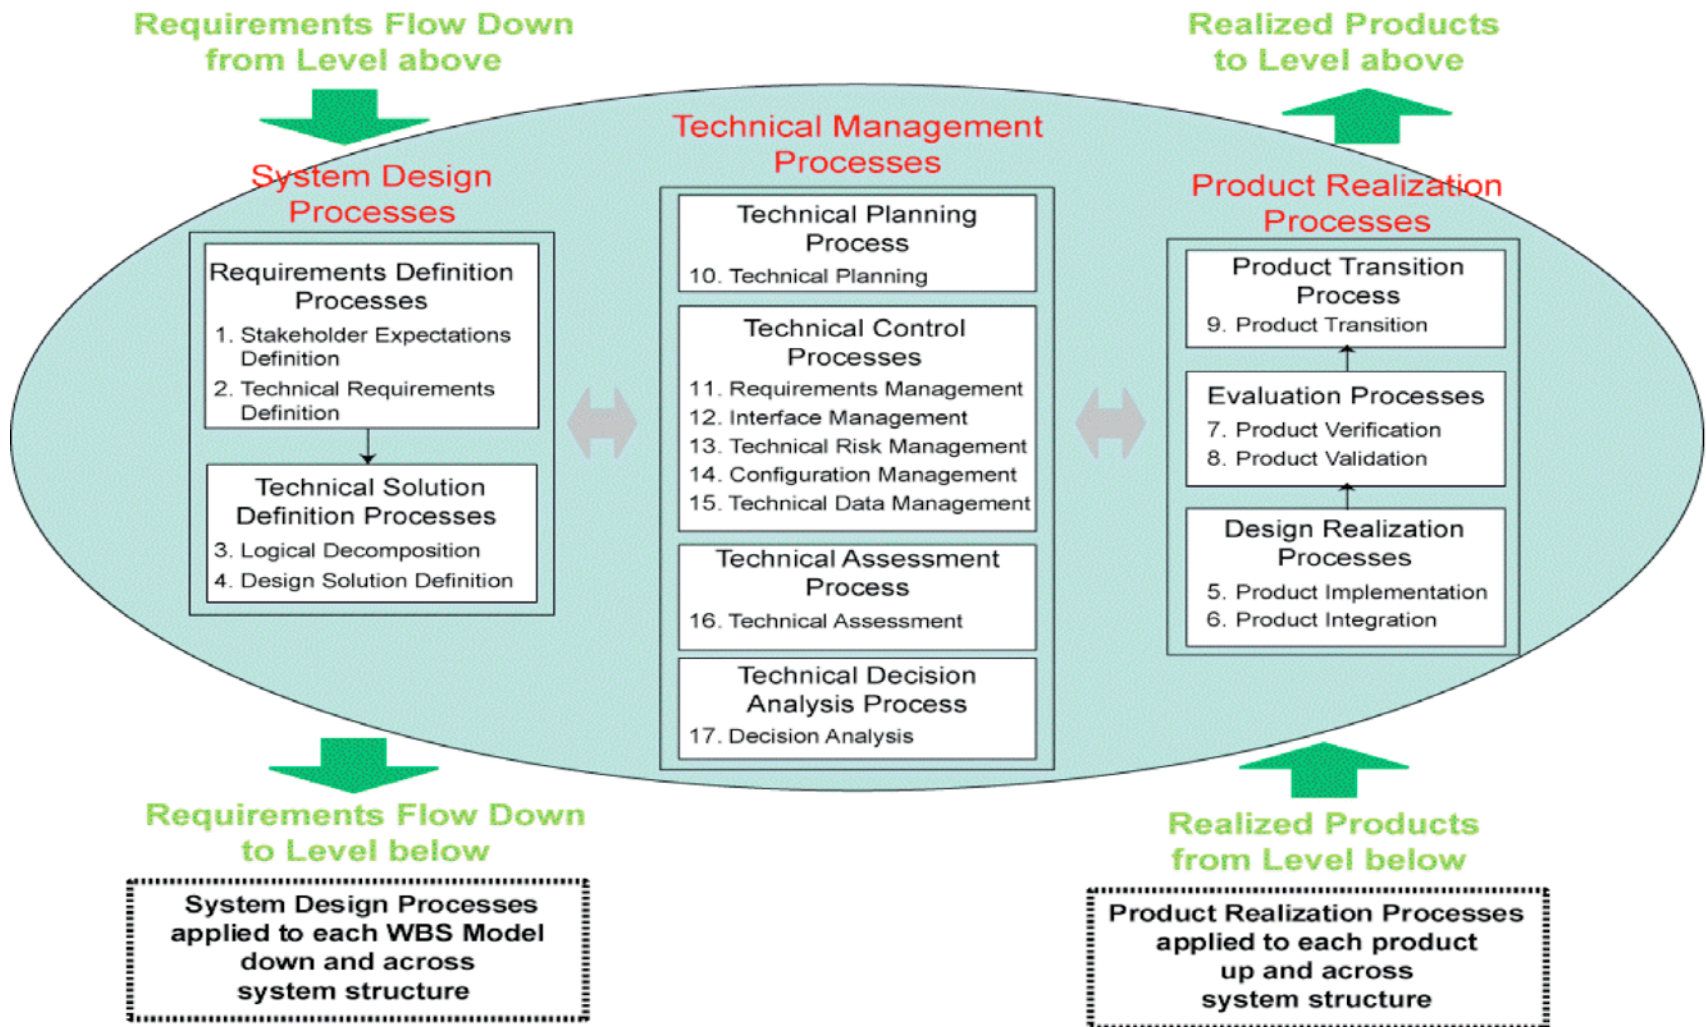 Requirements Flow Down
from Level above
Realized Products
to Level above
System Design
Processes
Requirements Definition
Processes
1. Stakeholder Expectations
Definition
2. Technical Requirements
Definition
Technical Solution
Definition Processes
3. Logical Decomposition
4. Design Solution Definition
Technical Management
Processes
Technical Planning
Process
10. Technical Planning
Technical Control
Processes
11. Requirements Management
12. Interface Management
13. Technical Risk Management
14. Configuration Management
15. Technical Data Management
Technical Assessment
Process
16. Technical Assessment
Technical Decision
Analysis Process
17. Decision Analysis
Product Realization
Processes
Product Transition
Process
9. Product Transition
Evaluation Processes
7. Product Verification
8. Product Validation
Design Realization
Processes
5. Product Implementation
6. Product Integration
Requirements Flow Down
to Level below
System Design Processes
applied to each WBS Model
down and across
system structure
Realized Products
from Level below
Product Realization Processes
applied to each product
up and across
system structure